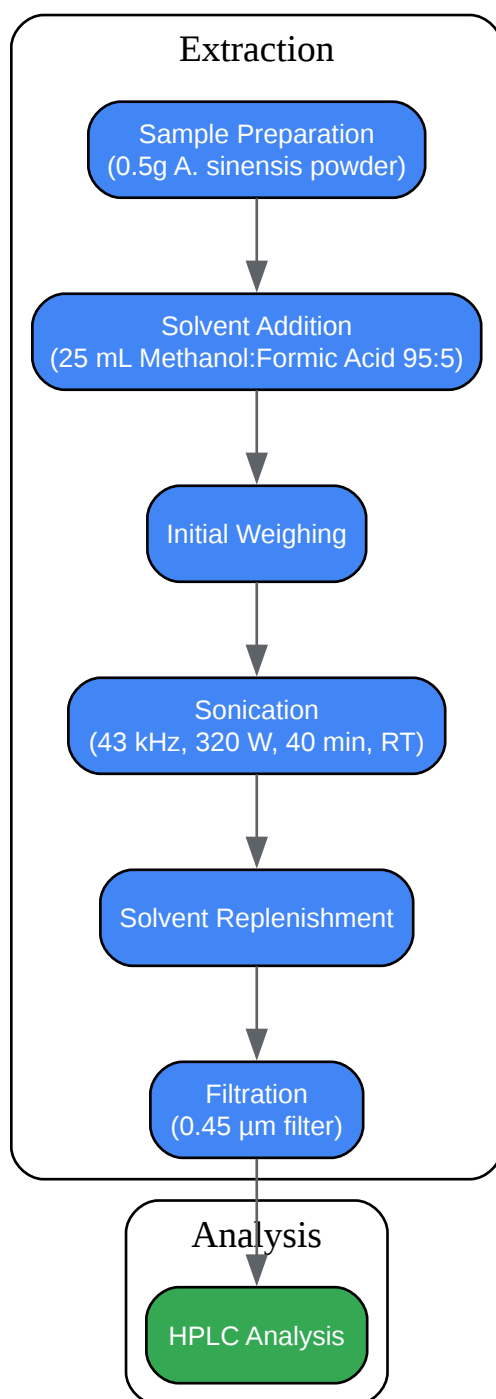 Extraction
Sample Preparation
(0.5g A. sinensis powder)
Solvent Addition
(25 mL Methanol:Formic Acid 95:5)
Initial Weighing
Sonication
(43 kHz, 320 W, 40 min, RT)
Solvent Replenishment
Filtration
(0.45 µm filter)
Analysis
HPLC Analysis